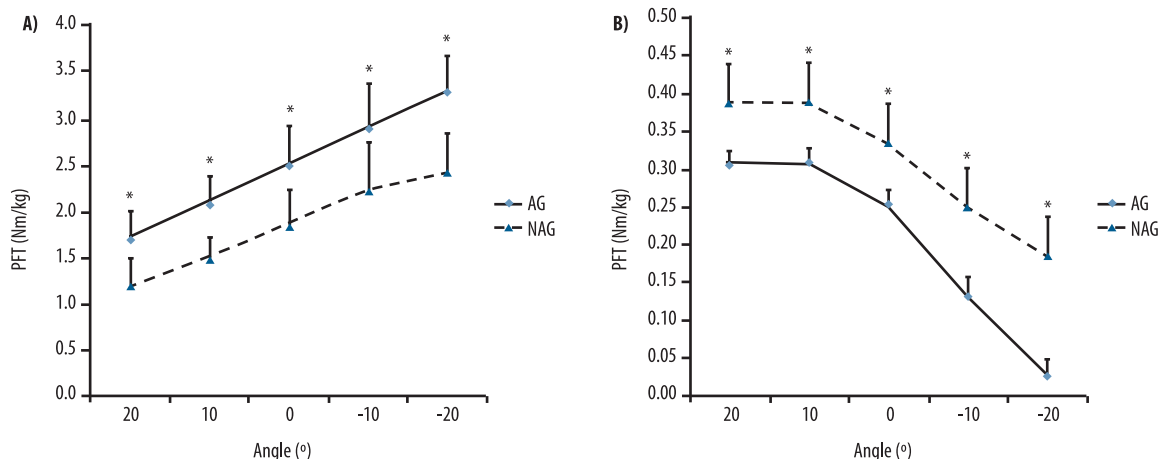 A)
4.0
3.5
3.0
2.5
2.0
1.5
1.0
0.5
0.0
PFT (Nm/kg)
* * * * *
20 10 0 -10 -20
Angle (º)
AG
NAG
B)
0.50
0.45
0.40
0.35
0.30
0.25
0.20
0.15
0.10
0.05
0.00
PFT (Nm/kg)
* * * * *
20 10 0 -10 -20
Angle (º)
AG
NAG